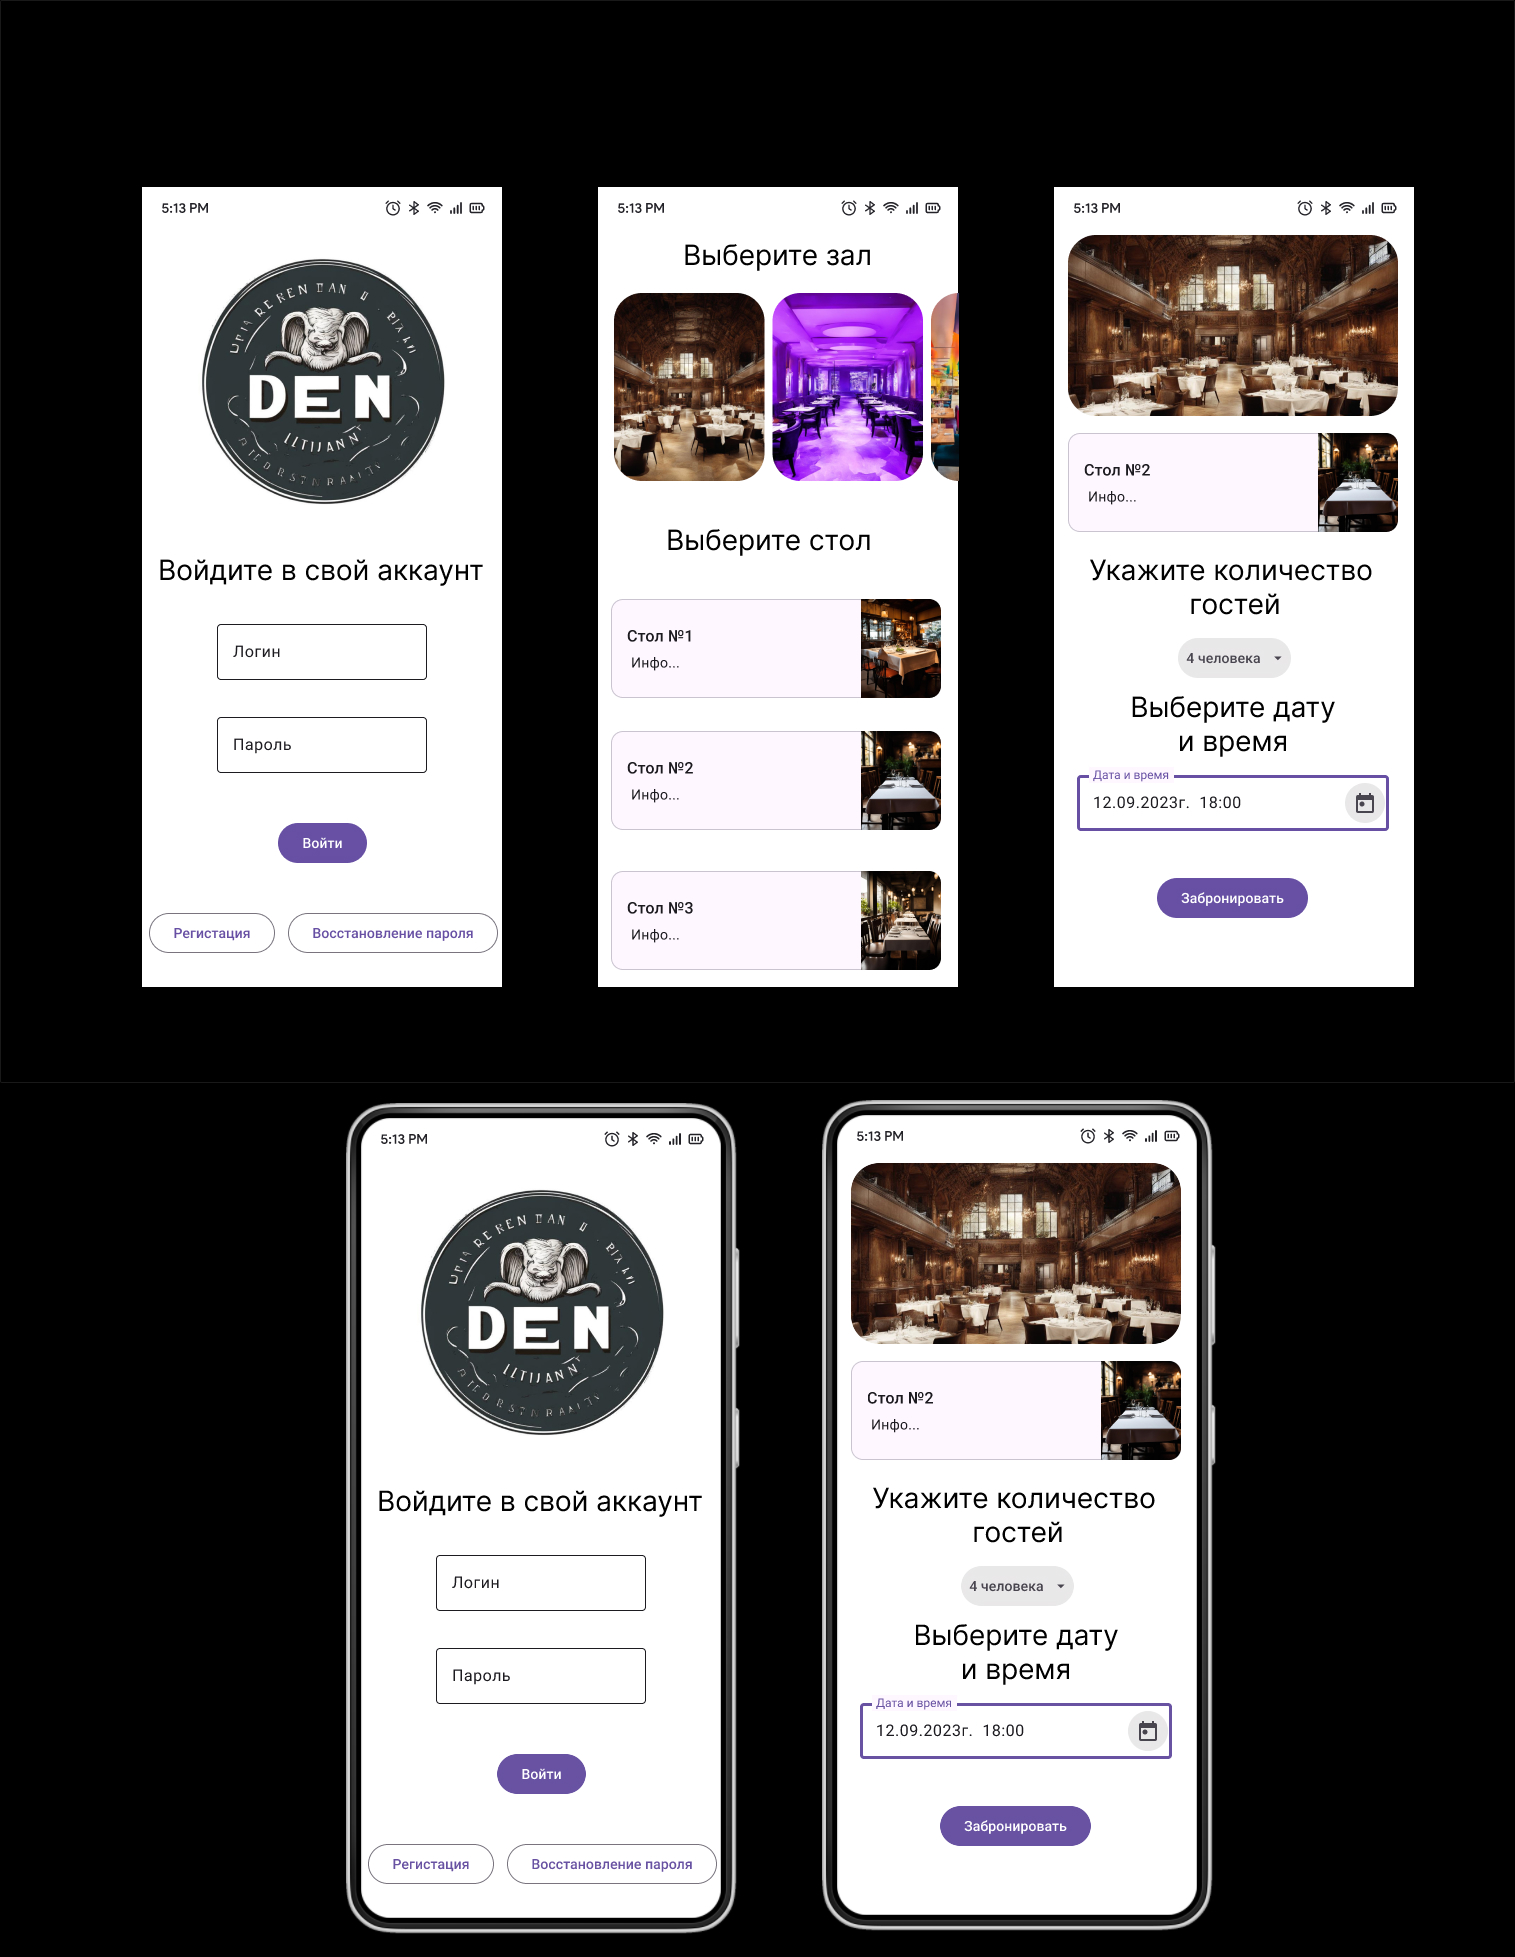 5:13 PM
DEN
Войдите в свой аккаунт
Логин
Пароль
Войти
Регистация
Восстановление пароля
5:13 PM
Выберите зал
Выберите стол
Стол №1
Инфо...
Стол №2
Инфо...
Стол №3
Инфо...
5:13 PM
Стол №2
Инфо...
Укажите количество
гостей
4 человека
Выберите дату
и время
Дата и время
12.09.2023г. 18:00
Забронировать
5:13 PM
DEN
Войдите в свой аккаунт
Логин
Пароль
Войти
Регистация
Восстановление пароля
5:13 PM
Стол №2
Инфо...
Укажите количество
гостей
4 человека
Выберите дату
и время
Дата и время
12.09.2023г. 18:00
Забронировать